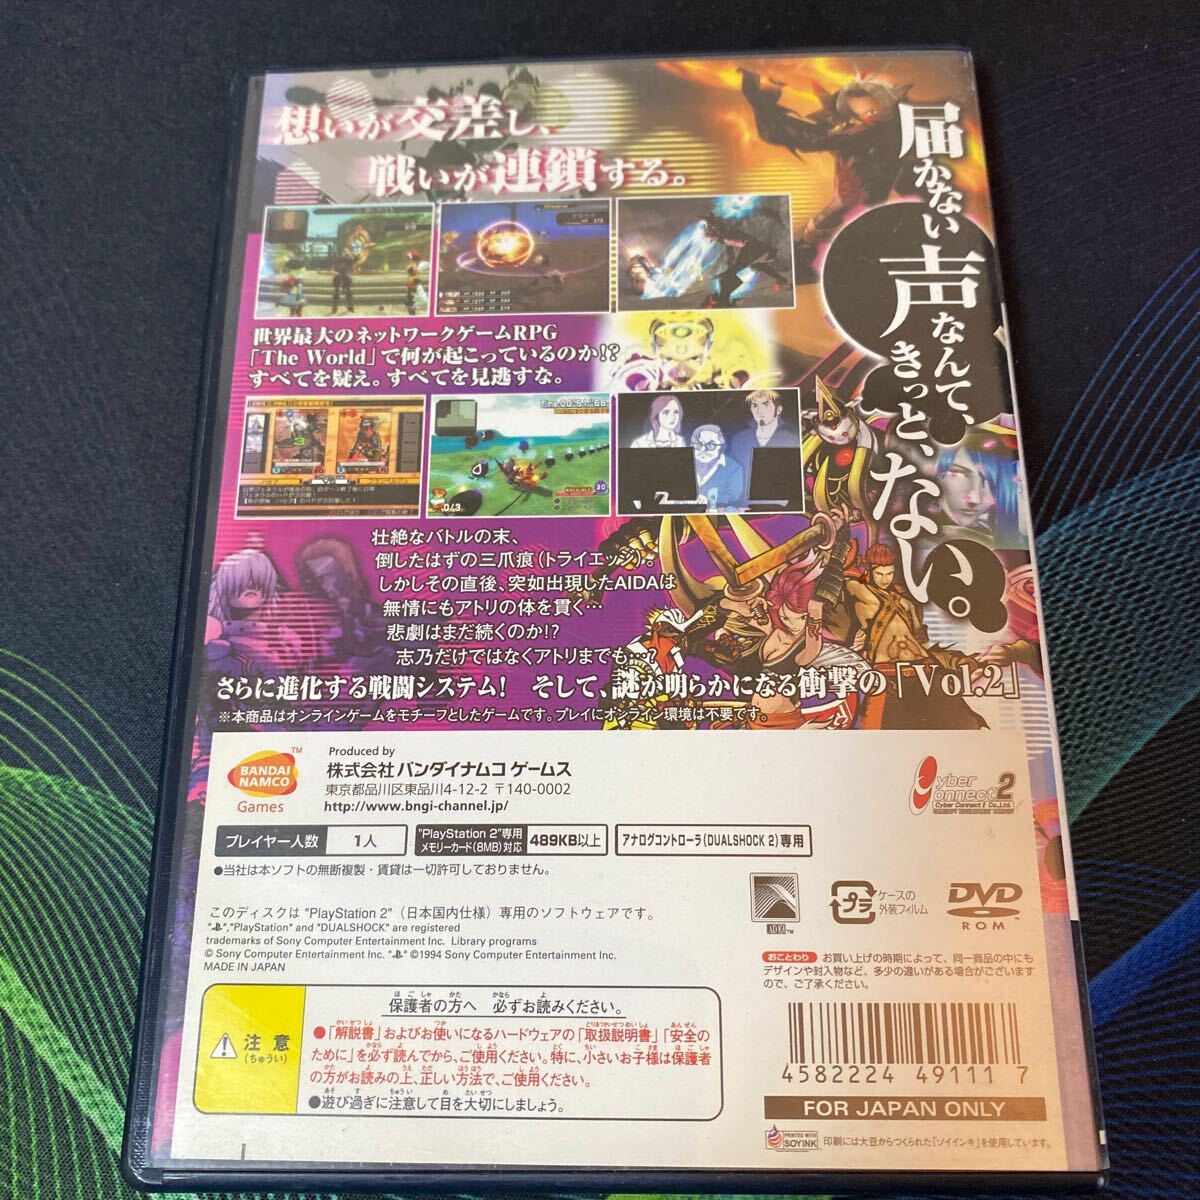 想いが交差し、
戦いが連鎖する。
届かない声なんて、
きっと、ない。
世界最大のネットワークゲームRPG
「The World」で何が起こっているのか!?
すべてを疑え。すべてを見逃すな。
壮絶なバトルの末、
倒したはずの三爪痕(トライエッジ)。
しかしその直後、突如出現したAIDAは
無情にもアトリの体を貫く…
悲劇はまだ続くのか!?
志乃だけではなくアトリまでも…?
さらに進化する戦闘システム! そして、謎が明らかになる衝撃の「Vol.2」
※本商品はオンラインゲームをモチーフとしたゲームです。プレイにオンライン環境は不要です。
BANDAI
NAMCO
Games
TM
Produced by
株式会社 バンダイナムコ ゲームス
東京都品川区東品川4-12-2 〒140-0002
http://www.bngi-channel.jp/
Cyber
Connect 2
Cyber Connect 2 Co.,Ltd.
プレイヤー人数 1人
"PlayStation 2"専用
メモリーカード(8MB)対応
489KB以上
アナログコントローラ(DUALSHOCK 2)専用
●当社は本ソフトの無断複製・賃貸は一切許可しておりません。
このディスクは "PlayStation 2"(日本国内仕様)専用のソフトウェアです。
" ","PlayStation" and "DUALSHOCK" are registered
trademarks of Sony Computer Entertainment Inc. Library programs
© Sony Computer Entertainment Inc. " " ©1994 Sony Computer Entertainment Inc.
MADE IN JAPAN
プラ
ケースの
外装フィルム
DVD
ROM
おことわり お買い上げの時期によって、同一商品の中にも
デザインや封入物など、多少の違いがある場合がございます
ので、ご了承ください。
注意
(ちゅうい)
保護者の方へ 必ずお読みください。
●「解説書」およびお使いになるハードウェアの「取扱説明書」「安全の
ために」を必ず読んでから、ご使用ください。特に、小さいお子様は保護者
の方がお読みの上、正しい方法で、ご使用ください。
●遊び過ぎに注意して目を大切にしましょう。
4582224 491117
FOR JAPAN ONLY
PRINTED WITH
SOYINK
印刷には大豆からつくられた「ソイインキ」を使用しています。